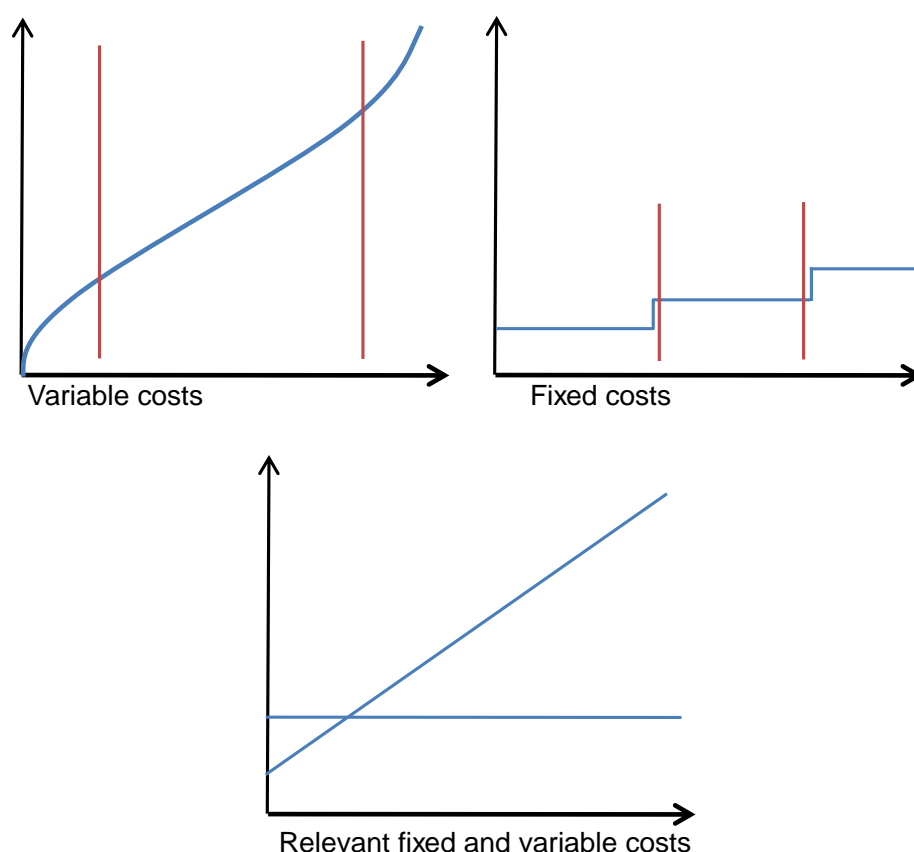 Variable costs
Fixed costs
Relevant fixed and variable costs